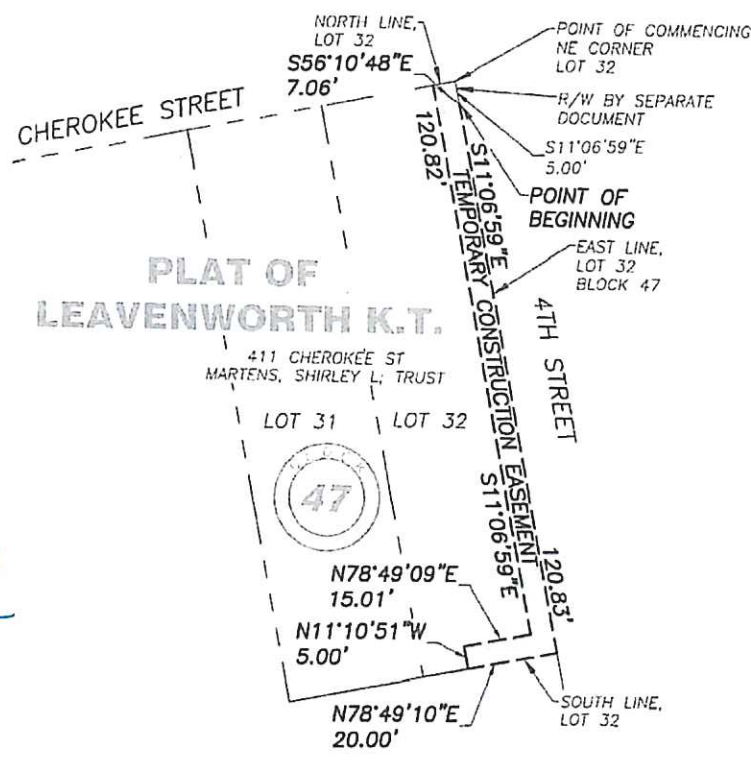 NORTH LINE,
LOT 32
S56°10'48"E
7.06'
POINT OF COMMENCING
NE CORNER
LOT 32
R/W BY SEPARATE
DOCUMENT
S11°06'59"E
5.00'
POINT OF
BEGINNING
CHEROKEE STREET
120.82'
S11°06'59"E
TEMPORARY CONSTRUCTION EASEMENT
EAST LINE,
LOT 32
BLOCK 47
4TH STREET
PLAT OF
LEAVENWORTH K.T.
411 CHEROKEE ST
MARTENS, SHIRLEY L; TRUST
LOT 31
LOT 32
BLOCK
47
S11°06'59"E
120.83'
N78°49'09"E
15.01'
N11°10'51"W
5.00'
N78°49'10"E
20.00'
SOUTH LINE,
LOT 32